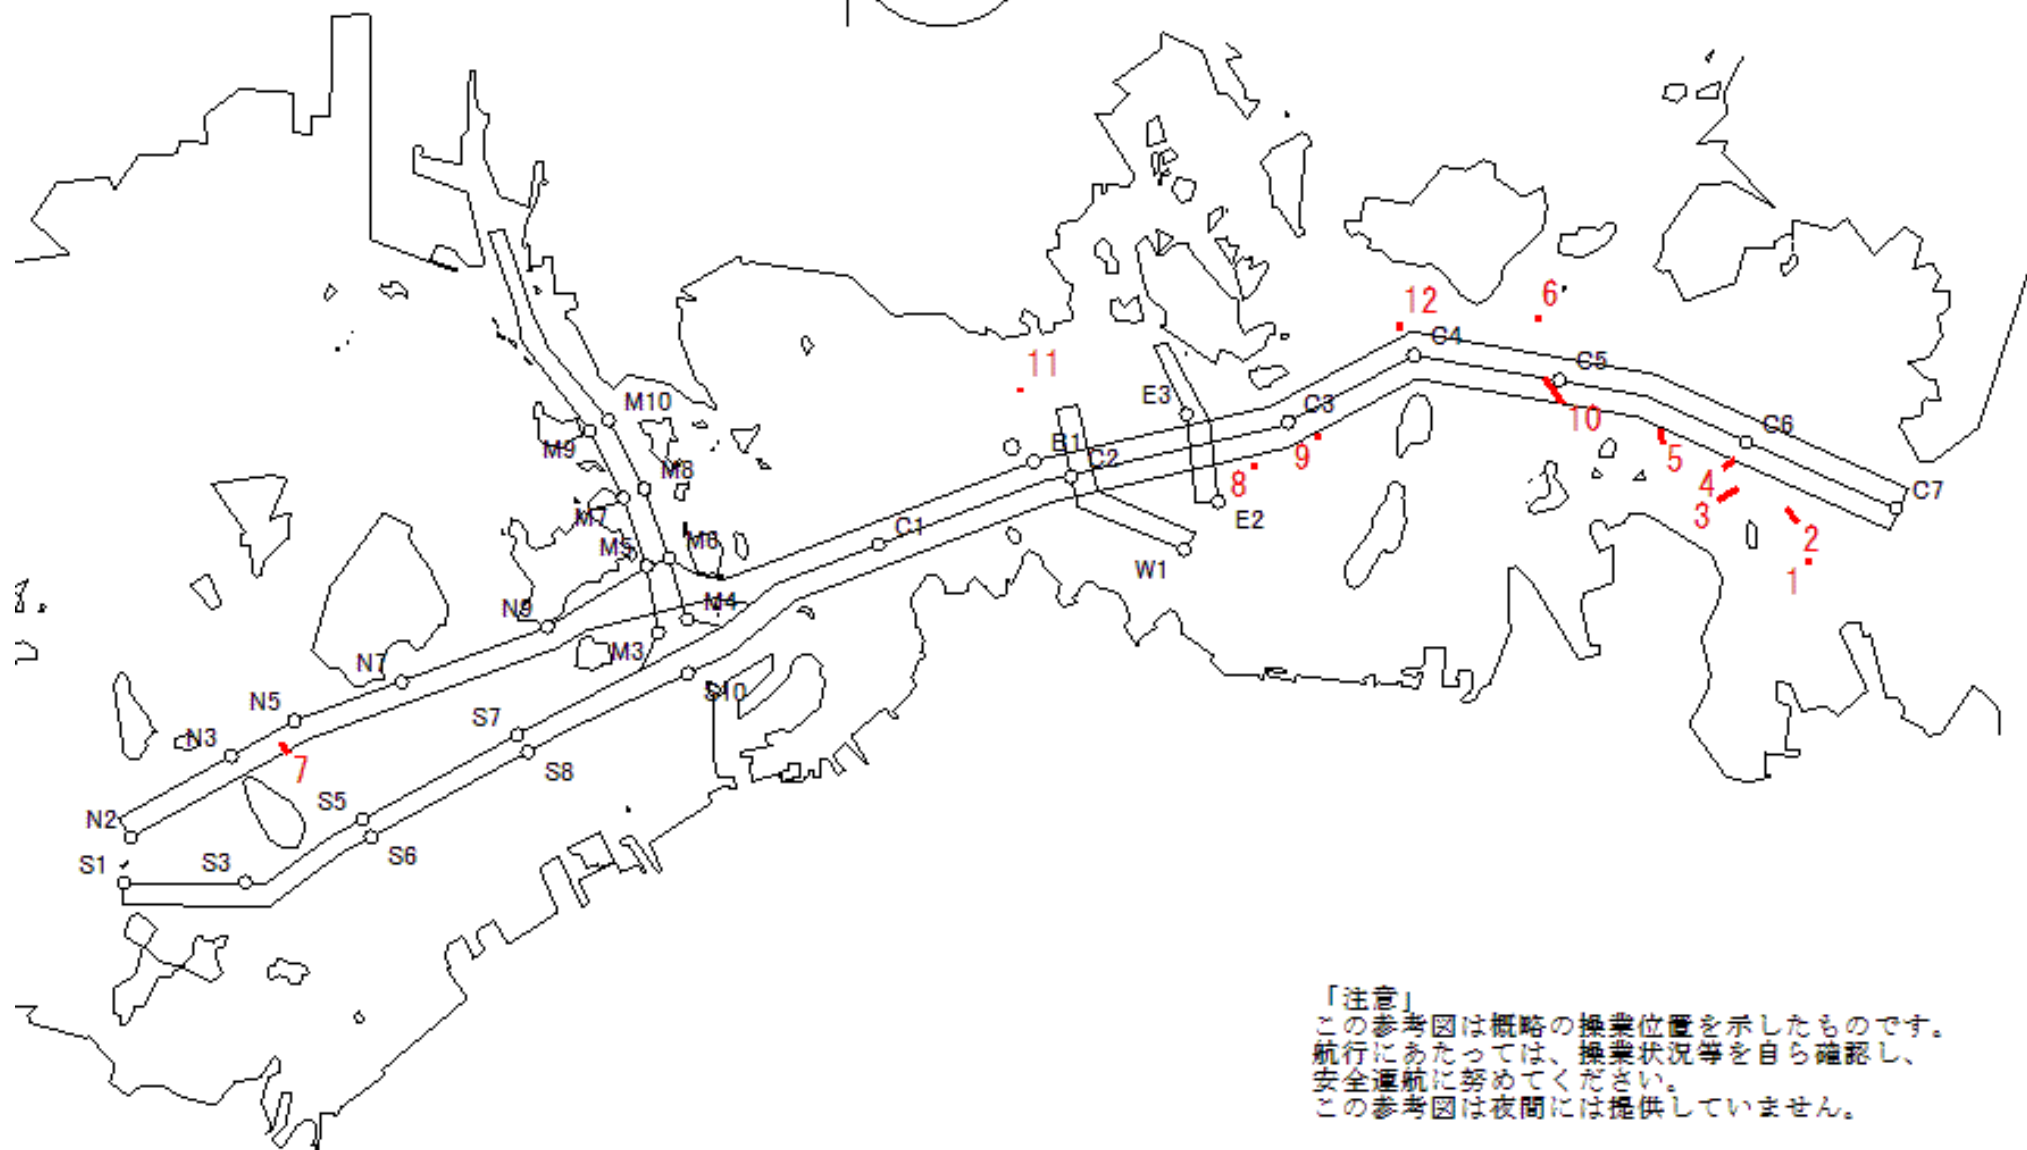 12
6
C4
11
C5
E3
M10
C3
10
C6
B1
M9
C2
9
5
M8
8
4
C7
M7
E2
3
C1
2
M5
M6
W1
1
N9
M4
M3
N7
S10
N5
S7
N3
S8
7
S5
N2
S6
S1
S3
「注意」
この参考図は概略の操業位置を示したものです。
航行にあたっては、操業状況等を自ら確認し、
安全運航に努めてください。
この参考図は夜間には提供していません。